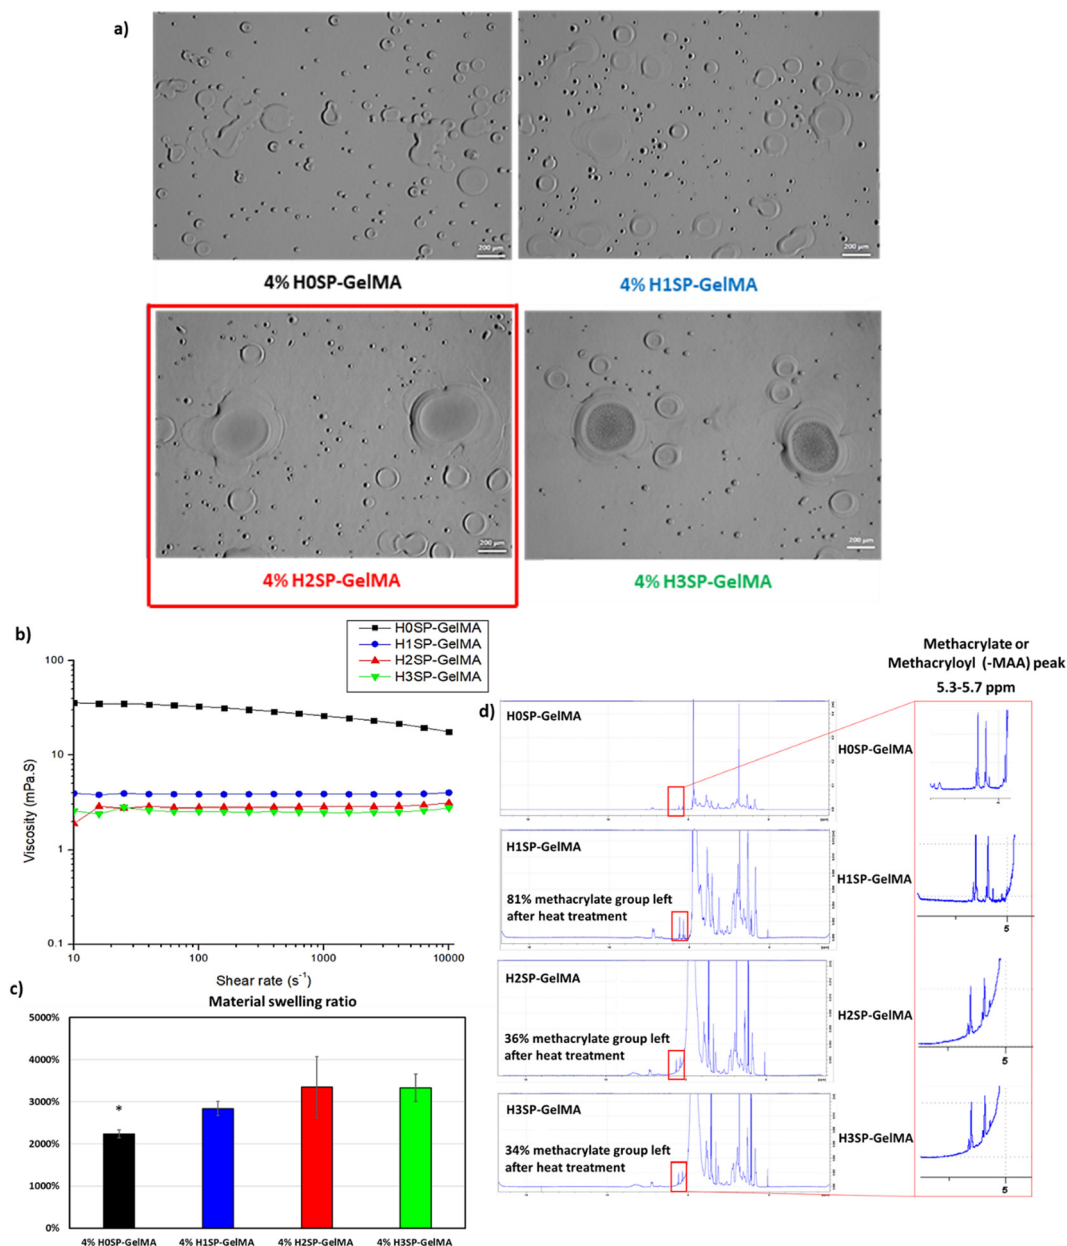 a)
200 µm
200 µm
4% H0SP-GelMA
4% H1SP-GelMA
200 µm
200 µm
4% H2SP-GelMA
4% H3SP-GelMA
b)
H0SP-GelMA
H1SP-GelMA
H2SP-GelMA
H3SP-GelMA
100
10
1
0.1
Viscosity (mPa.S)
10
100
1000
10000
Shear rate (s⁻¹)
c)
Material swelling ratio
5000%
4000%
3000%
2000%
1000%
0%
*
4% H0SP-GelMA
4% H1SP-GelMA
4% H2SP-GelMA
4% H3SP-GelMA
Methacrylate or
Methacryloyl (-MAA) peak
5.3-5.7 ppm
d)
H0SP-GelMA
H0SP-GelMA
H1SP-GelMA
81% methacrylate group left
after heat treatment
H1SP-GelMA
5
H2SP-GelMA
36% methacrylate group left
after heat treatment
H2SP-GelMA
5
H3SP-GelMA
34% methacrylate group left
after heat treatment
H3SP-GelMA
5